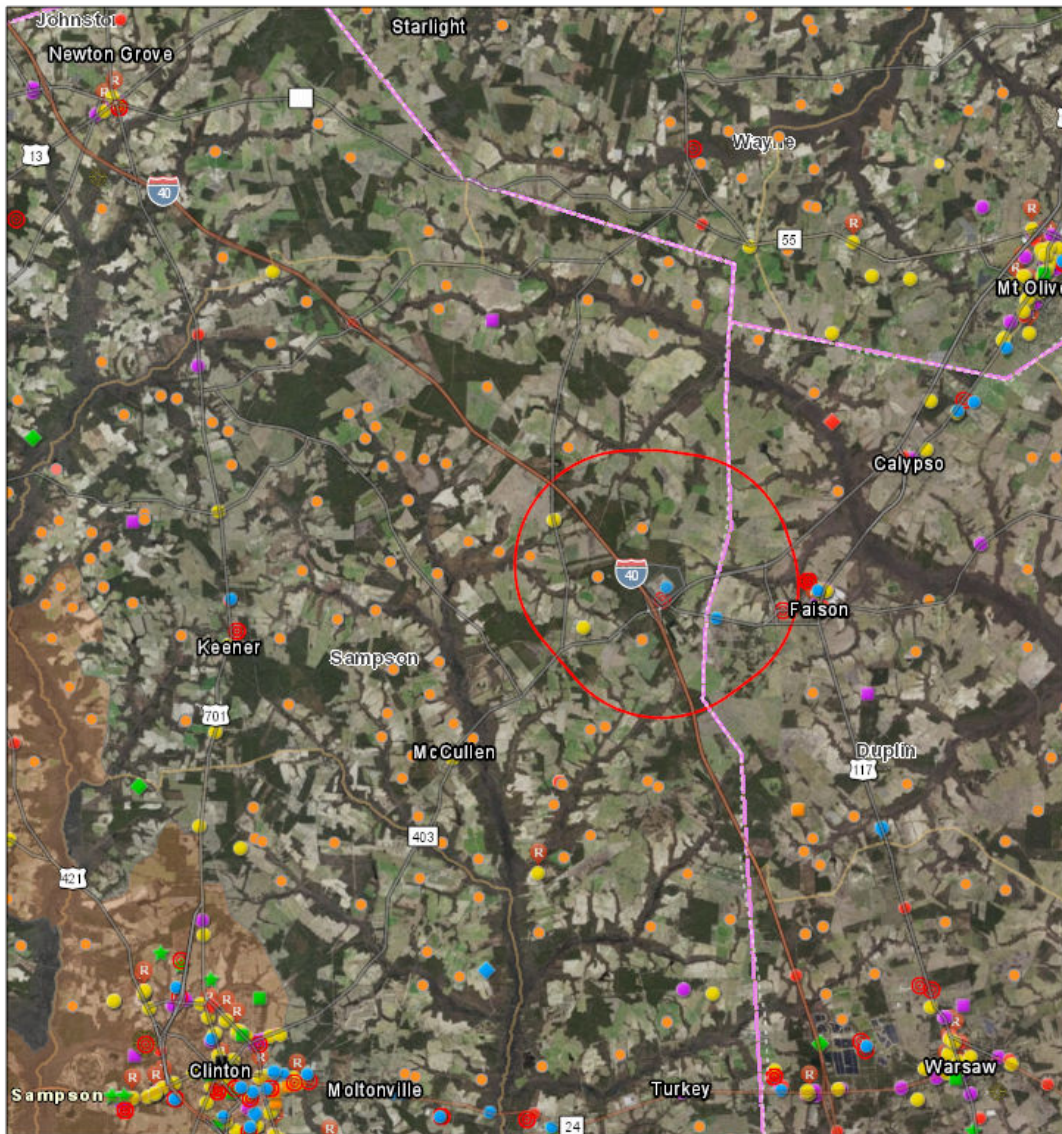 Johnston
Starlight
Newton Grove
R
R
13
Wayne
40
R
R
55
R
Mt Olive
Calypso
40
Faison
Keener
Sampson
701
McCullen
Duplin
117
403
R
421
R
R
R
R
Clinton
R
R
R
R
Sampson
Moltonville
Turkey
Warsaw
R
R
24
R